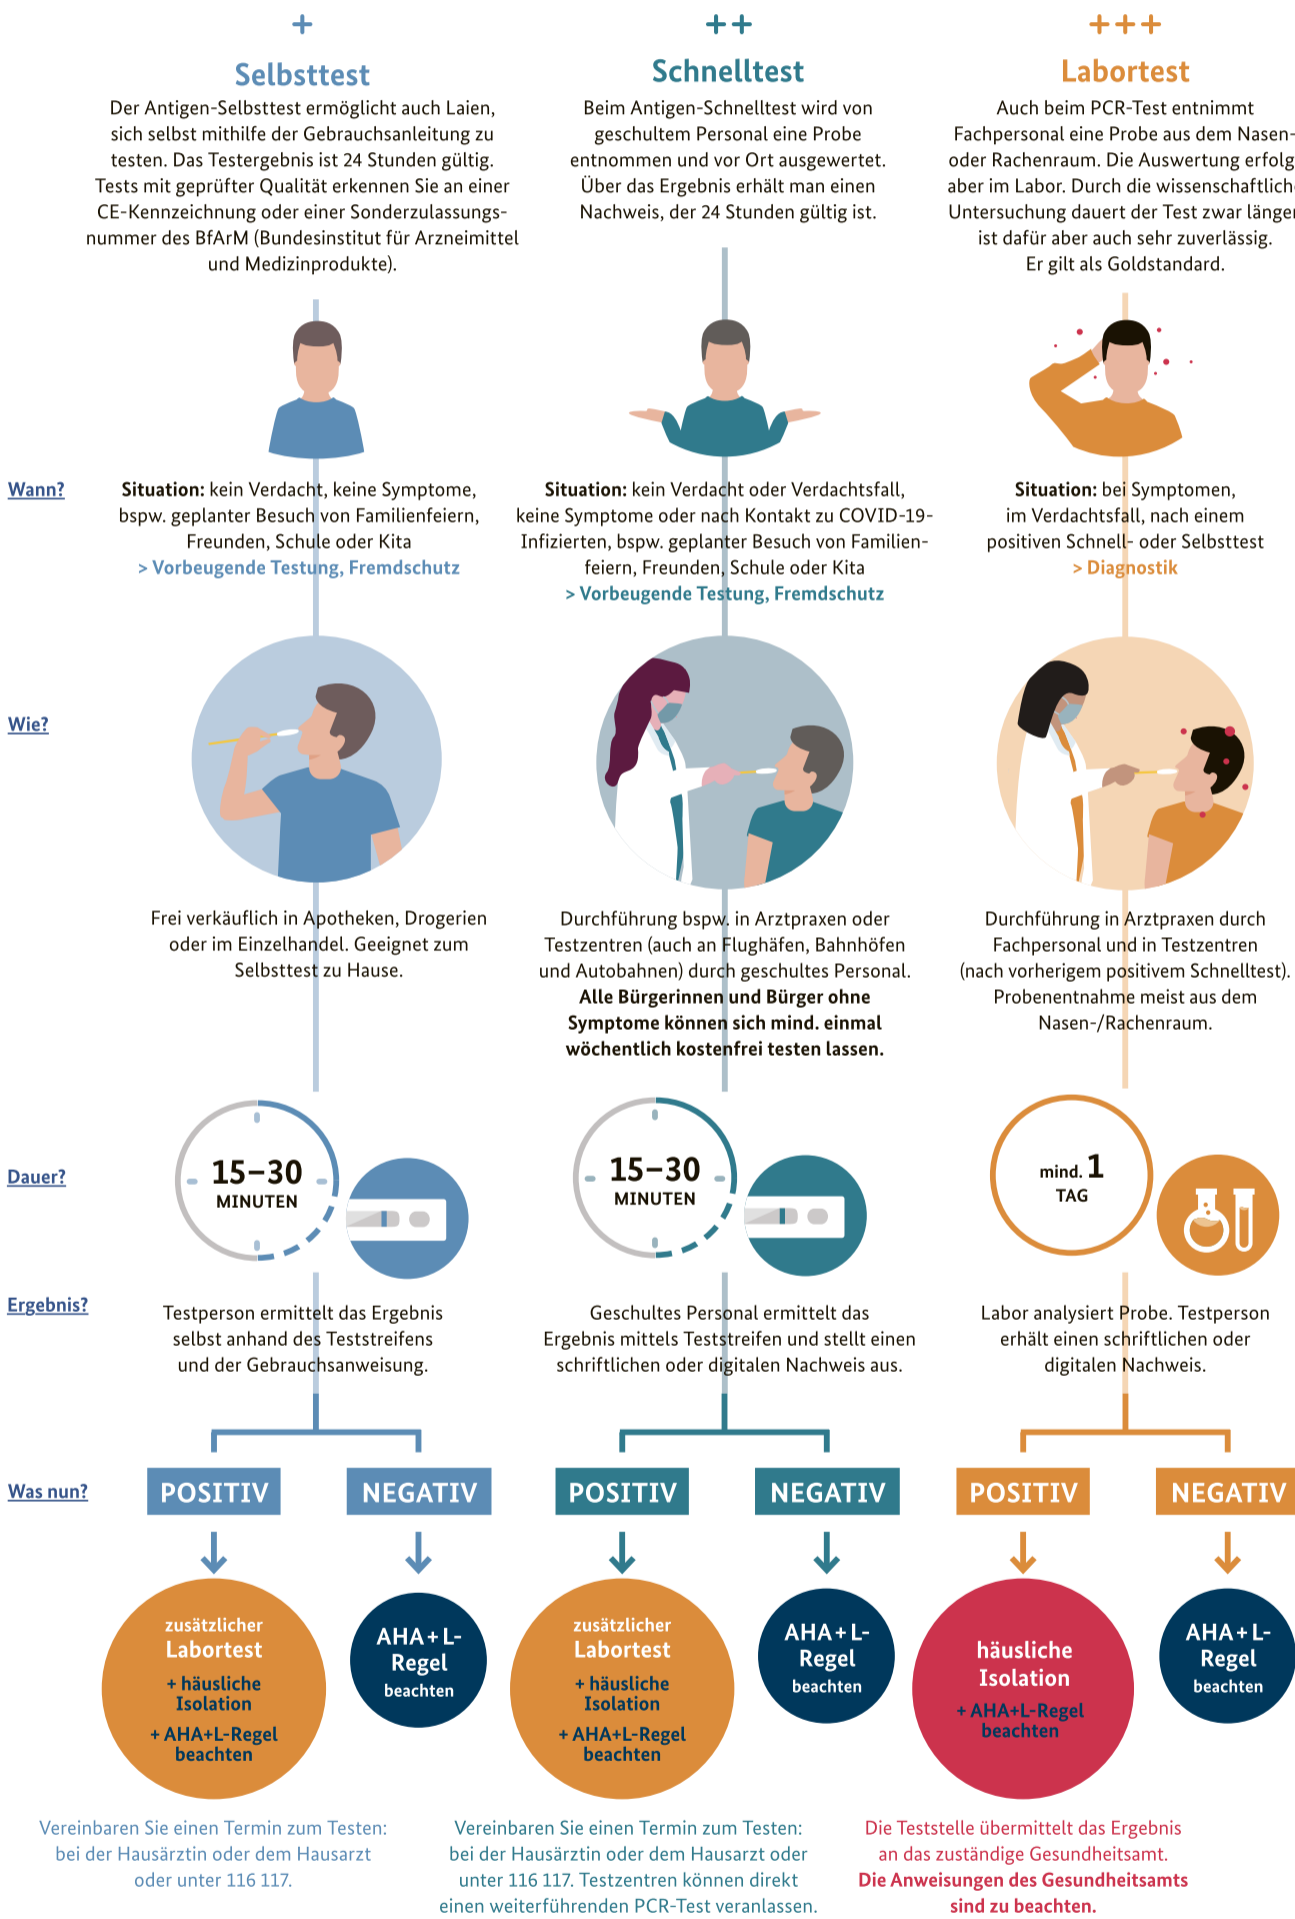 +
Selbsttest
Der Antigen-Selbsttest ermöglicht auch Laien,
sich selbst mithilfe der Gebrauchsanleitung zu
testen. Das Testergebnis ist 24 Stunden gültig.
Tests mit geprüfter Qualität erkennen Sie an einer
CE-Kennzeichnung oder einer Sonderzulassungs-
nummer des BfArM (Bundesinstitut für Arzneimittel
und Medizinprodukte).
++
Schnelltest
Beim Antigen-Schnelltest wird von
geschultem Personal eine Probe
entnommen und vor Ort ausgewertet.
Über das Ergebnis erhält man einen
Nachweis, der 24 Stunden gültig ist.
+++
Labortest
Auch beim PCR-Test entnimmt
Fachpersonal eine Probe aus dem Nasen-
oder Rachenraum. Die Auswertung erfolg
aber im Labor. Durch die wissenschaftlich
Untersuchung dauert der Test zwar länger
ist dafür aber auch sehr zuverlässig.
Er gilt als Goldstandard.
Wann?
Situation: kein Verdacht, keine Symptome,
bspw. geplanter Besuch von Familienfeiern,
Freunden, Schule oder Kita
> Vorbeugende Testung, Fremdschutz
Situation: kein Verdacht oder Verdachtsfall,
keine Symptome oder nach Kontakt zu COVID-19-
Infizierten, bspw. geplanter Besuch von Familien-
feiern, Freunden, Schule oder Kita
> Vorbeugende Testung, Fremdschutz
Situation: bei Symptomen,
im Verdachtsfall, nach einem
positiven Schnell- oder Selbsttest
> Diagnostik
Wie?
Frei verkäuflich in Apotheken, Drogerien
oder im Einzelhandel. Geeignet zum
Selbsttest zu Hause.
Durchführung bspw. in Arztpraxen oder
Testzentren (auch an Flughäfen, Bahnhöfen
und Autobahnen) durch geschultes Personal.
Alle Bürgerinnen und Bürger ohne
Symptome können sich mind. einmal
wöchentlich kostenfrei testen lassen.
Durchführung in Arztpraxen durch
Fachpersonal und in Testzentren
(nach vorherigem positivem Schnelltest).
Probenentnahme meist aus dem
Nasen-/Rachenraum.
Dauer?
15–30
MINUTEN
15–30
MINUTEN
mind. 1
TAG
Ergebnis?
Testperson ermittelt das Ergebnis
selbst anhand des Teststreifens
und der Gebrauchsanweisung.
Geschultes Personal ermittelt das
Ergebnis mittels Teststreifen und stellt einen
schriftlichen oder digitalen Nachweis aus.
Labor analysiert Probe. Testperson
erhält einen schriftlichen oder
digitalen Nachweis.
Was nun?
POSITIV
NEGATIV
POSITIV
NEGATIV
POSITIV
NEGATIV
zusätzlicher
Labortest
+ häusliche
Isolation
+ AHA+L-Regel
beachten
AHA+L-
Regel
beachten
zusätzlicher
Labortest
+ häusliche
Isolation
+ AHA+L-Regel
beachten
AHA+L-
Regel
beachten
häusliche
Isolation
+ AHA+L-Regel
beachten
AHA+L-
Regel
beachten
Vereinbaren Sie einen Termin zum Testen:
bei der Hausärztin oder dem Hausarzt
oder unter 116 117.
Vereinbaren Sie einen Termin zum Testen:
bei der Hausärztin oder dem Hausarzt oder
unter 116 117. Testzentren können direkt
einen weiterführenden PCR-Test veranlassen.
Die Teststelle übermittelt das Ergebnis
an das zuständige Gesundheitsamt.
Die Anweisungen des Gesundheitsamts
sind zu beachten.